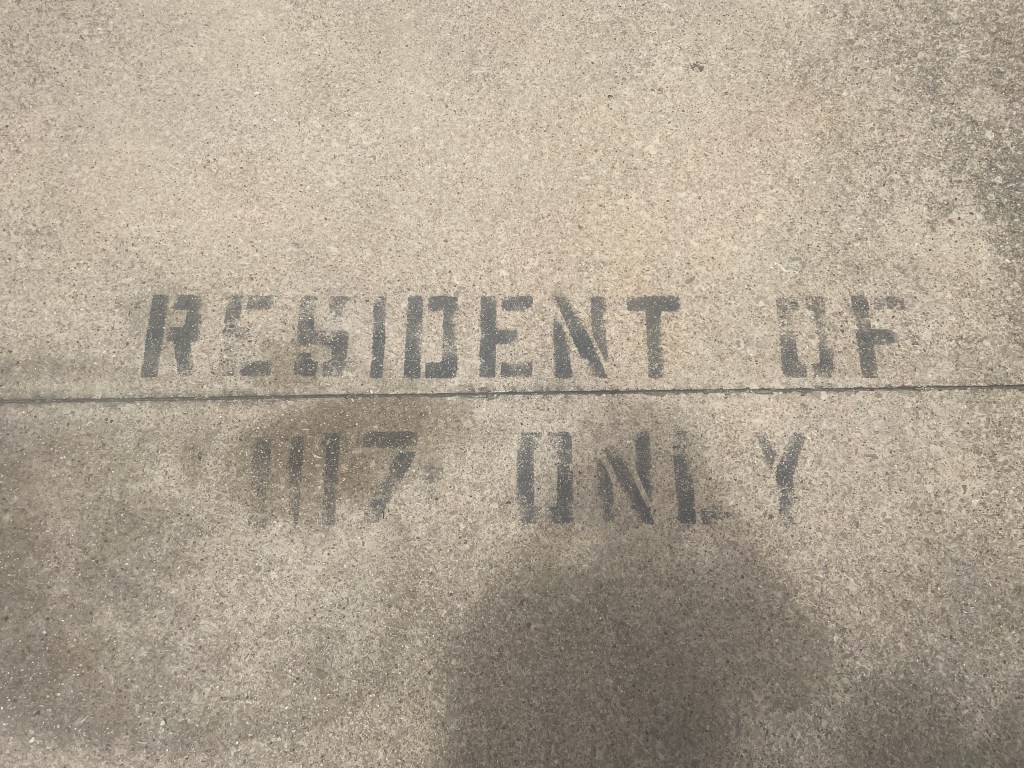 RESIDENT OF
1117 ONLY